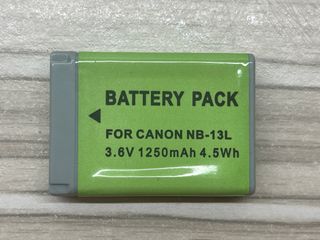 BATTERY PACK
FOR CANON NB-13L
3.6V 1250mAh 4.5Wh